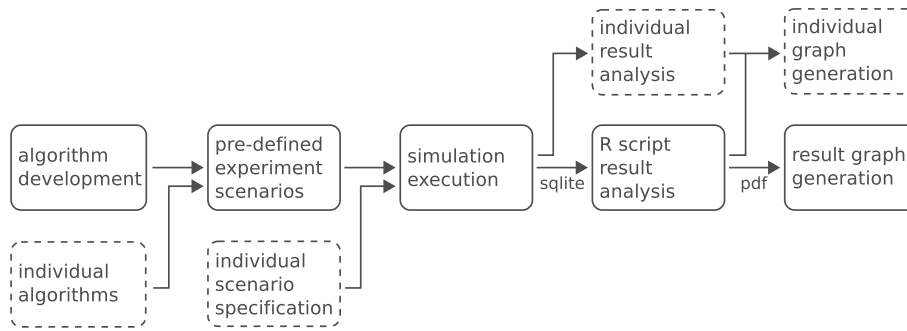 individual
result
analysis
individual
graph
generation
algorithm
development
pre-defined
experiment
scenarios
simulation
execution
sqlite
R script
result
analysis
pdf
result graph
generation
individual
algorithms
individual
scenario
specification